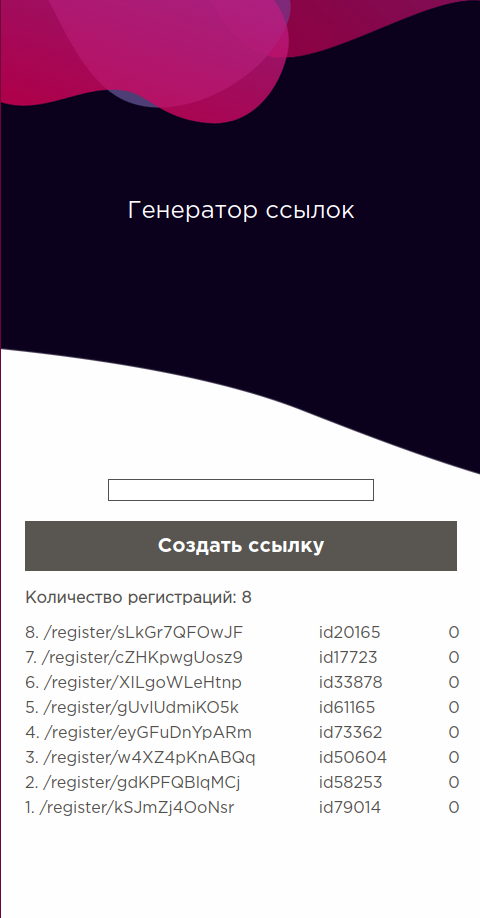 Генератор ссылок
Создать ссылку
Количество регистраций: 8
8. /register/sLkGr7QFOwJF id20165 0
7. /register/cZHKpwgUosz9 id17723 0
6. /register/XILgoWLeHtnp id33878 0
5. /register/gUvIUdmiKO5k id61165 0
4. /register/eyGFuDnYpARm id73362 0
3. /register/w4XZ4pKnABQq id50604 0
2. /register/gdKPFQBlqMCj id58253 0
1. /register/kSJmZj4OoNsr id79014 0